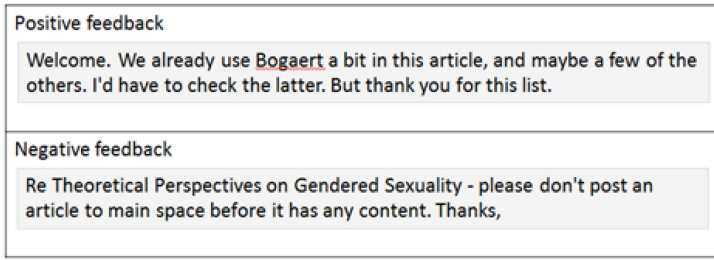 Positive feedback
Welcome. We already use Bogaert a bit in this article, and maybe a few of the
others. I'd have to check the latter. But thank you for this list.
Negative feedback
Re Theoretical Perspectives on Gendered Sexuality - please don't post an
article to main space before it has any content. Thanks,